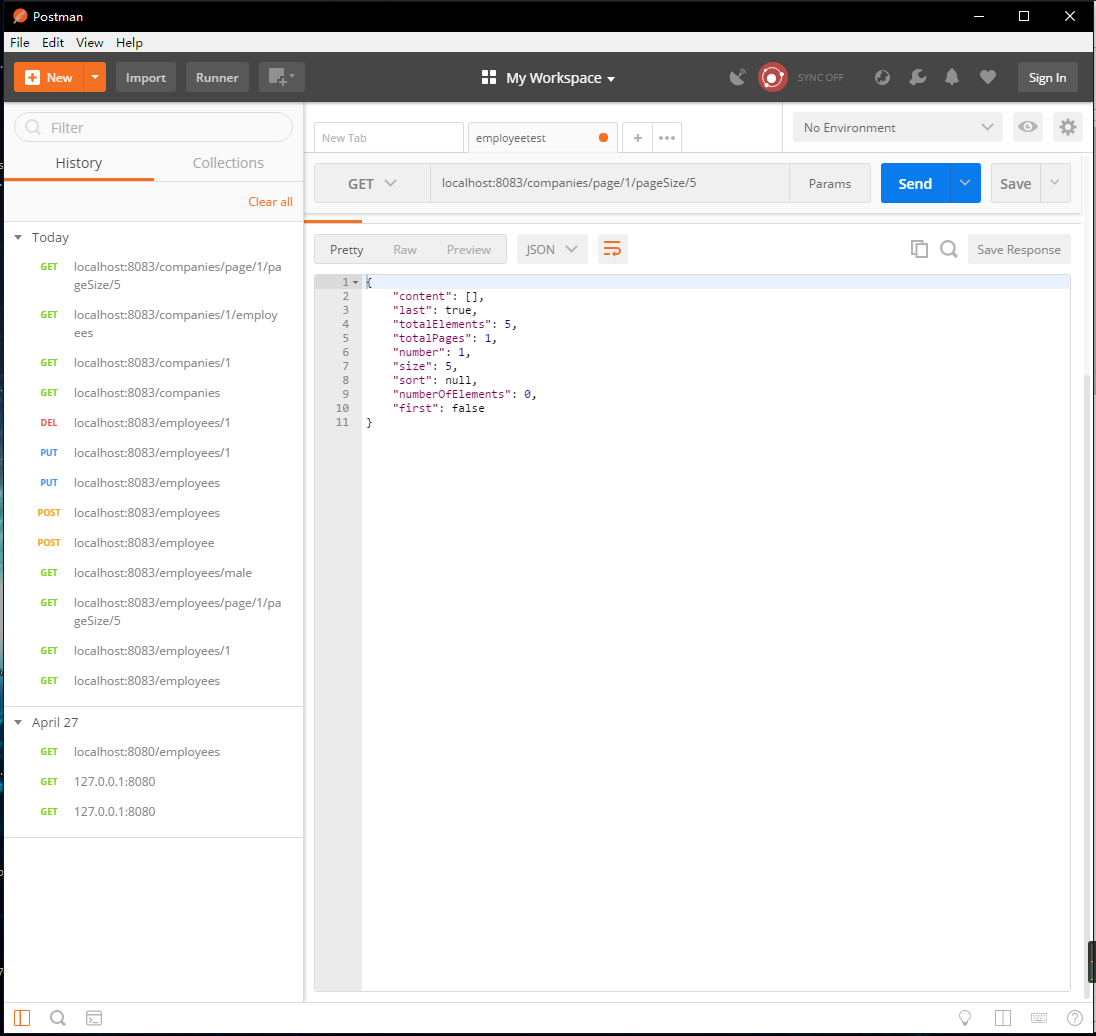 Postman
File Edit View Help
New Import Runner My Workspace SYNC OFF Sign In
Filter
History Collections
Clear all
Today
GET localhost:8083/companies/page/1/pa
geSize/5
GET localhost:8083/companies/1/employ
ees
GET localhost:8083/companies/1
GET localhost:8083/companies
DEL localhost:8083/employees/1
PUT localhost:8083/employees/1
PUT localhost:8083/employees
POST localhost:8083/employees
POST localhost:8083/employee
GET localhost:8083/employees/male
GET localhost:8083/employees/page/1/pa
geSize/5
GET localhost:8083/employees/1
GET localhost:8083/employees
April 27
GET localhost:8080/employees
GET 127.0.0.1:8080
GET 127.0.0.1:8080
New Tab employeetest No Environment
GET localhost:8083/companies/page/1/pageSize/5 Params Send Save
Pretty Raw Preview JSON Save Response
1 {
2 "content": [],
3 "last": true,
4 "totalElements": 5,
5 "totalPages": 1,
6 "number": 1,
7 "size": 5,
8 "sort": null,
9 "numberOfElements": 0,
10 "first": false
11 }